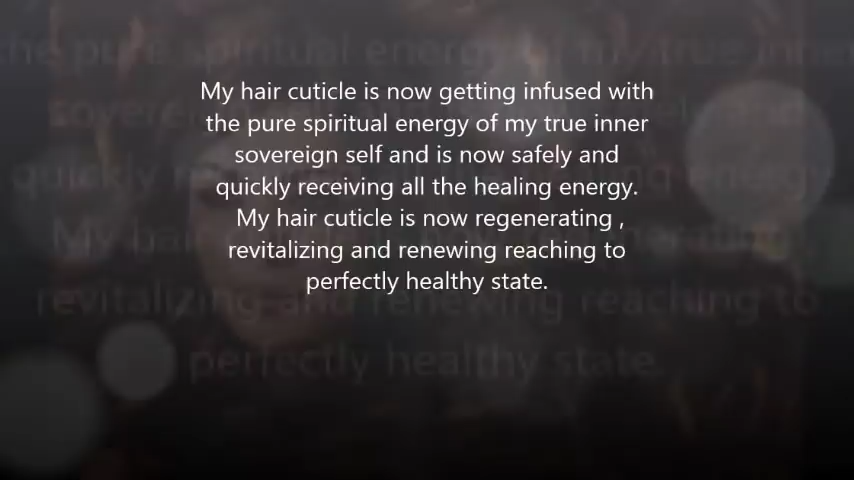 My hair cuticle is now getting infused with
the pure spiritual energy of my true inner
sovereign self and is now safely and
quickly receiving all the healing energy.
My hair cuticle is now regenerating ,
revitalizing and renewing reaching to
perfectly healthy state.